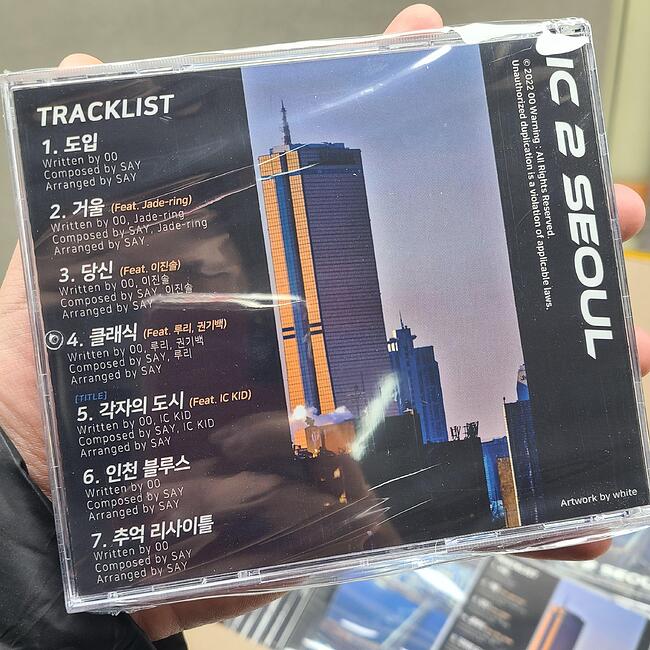 TRACKLIST
1. 도입
Written by 00
Composed by SAY
Arranged by SAY
2. 거울 (Feat. Jade-ring)
Written by 00, Jade-ring
Composed by SAY, Jade-ring
Arranged by SAY
3. 당신 (Feat. 이진솔)
Written by 00, 이진솔
Composed by SAY, 이진솔
Arranged by SAY
4. 클래식 (Feat. 루리, 권기백)
Written by 00, 루리, 권기백
Composed by SAY, 루리
Arranged by SAY
[TITLE]
5. 각자의 도시 (Feat. IC KID)
Written by 00, IC KID
Composed by SAY, IC KID
Arranged by SAY
6. 인천 블루스
Written by 00
Composed by SAY
Arranged by SAY
7. 추억 리사이틀
Written by 00
Composed by SAY
Arranged by SAY
IC 2 SEOUL
© 2022 00 Warning : All Rights Reserved.
Unauthorized duplication is a violation of applicable laws.
Artwork by white
SEOUL